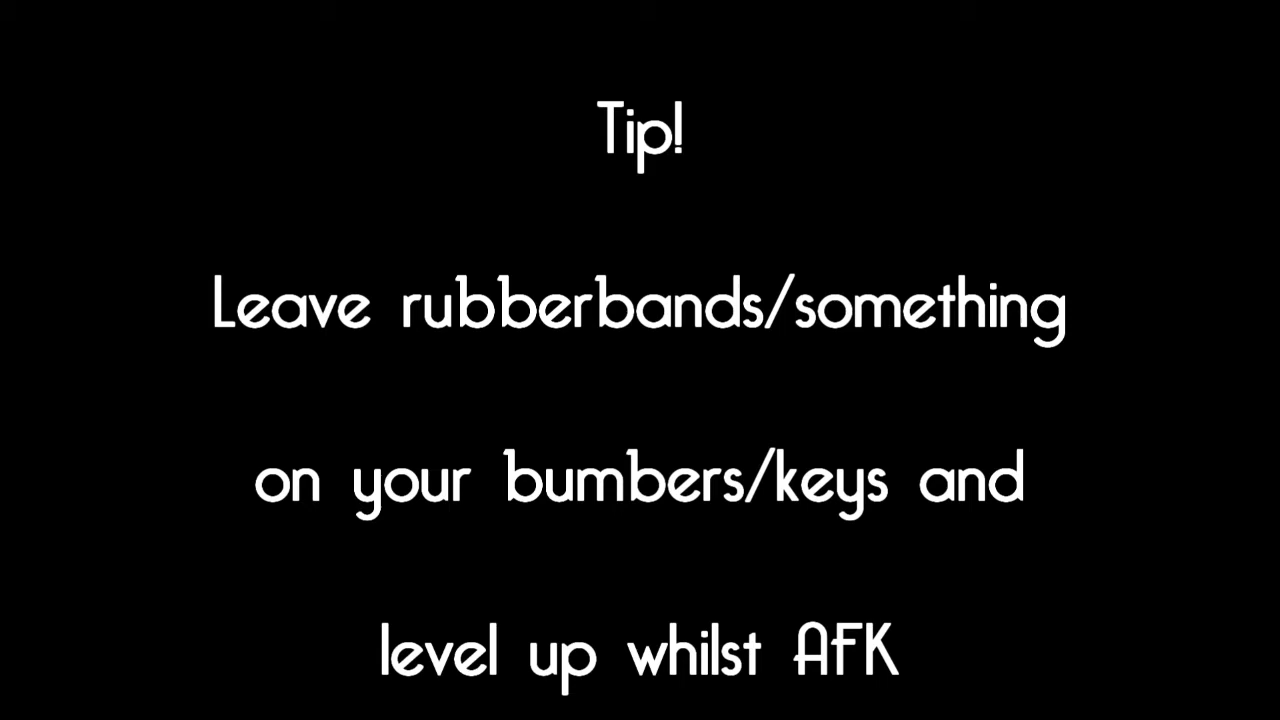 Tip!
Leave rubberbands/something
on your bumbers/keys and
level up whilst AFK